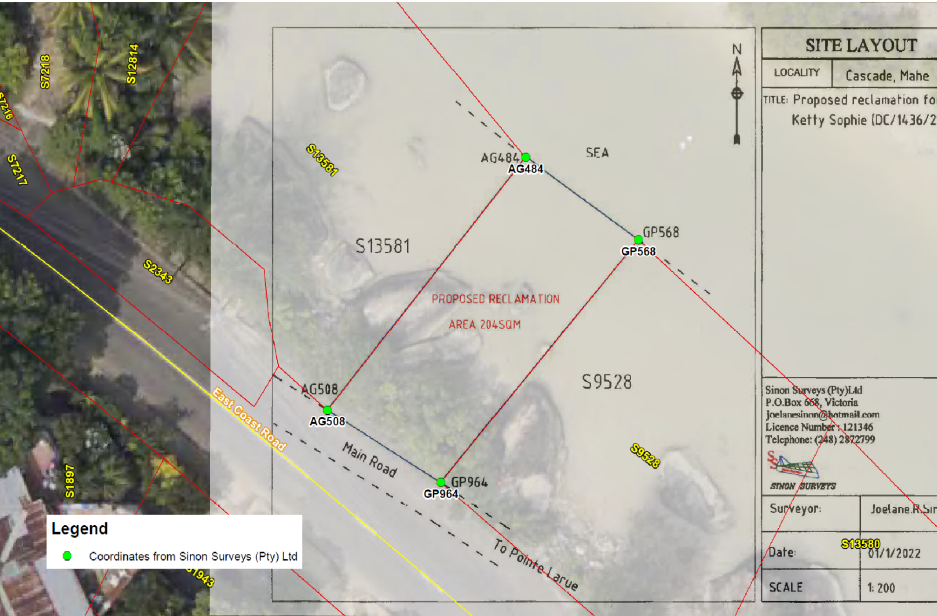 SITE LAYOUT
LOCALITY
Cascade, Mahe
TITLE: Proposed reclamation fo
Ketty Sophie (DC/1436/2
N
S7218
S12814
S7216
S7217
S2343
S13581
AG484
AG484
SEA
GP568
GP568
S13581
PROPOSED RECLAMATION
AREA 204SQM
S9528
AG508
AG508
East Coast Road
Main Road
GP964
GP964
S9528
To Pointe Larue
S1897
S1943
Sinon Surveys (Pty)Ltd
P.O.Box 668, Victoria
joelanesinon@hotmail.com
Licence Number: 121346
Telephone: (248) 2872799
SINON SURVEYS
Surveyor:
Joelane.R.Sin
S13580
Date:
01/1/2022
SCALE
1: 200
Legend
Coordinates from Sinon Surveys (Pty) Ltd